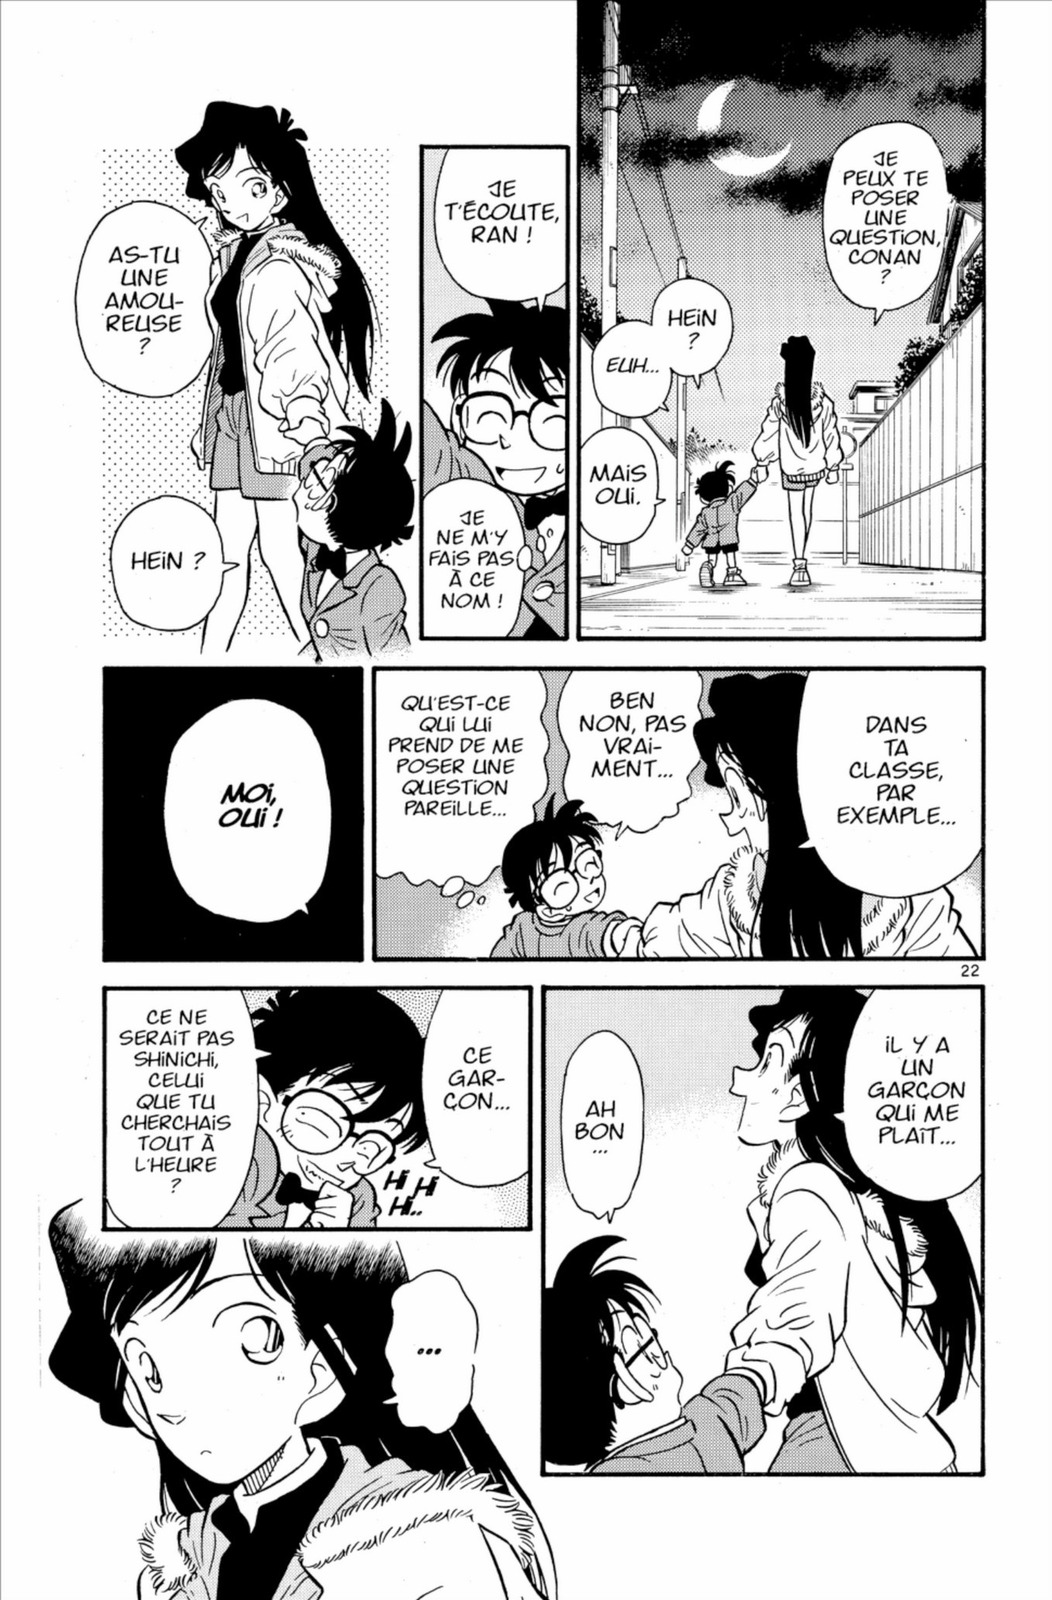 JE
PEUX TE
POSER
UNE
QUESTION,
CONAN
?
HEIN
?
EUH...
MAIS
OUI.
JE
T'ÉCOUTE,
RAN !
JE
NE M'Y
FAIS PAS
À CE
NOM !
AS-TU
UNE
AMOU-
REUSE
?
HEIN ?
DANS
TA
CLASSE,
PAR
EXEMPLE...
BEN
NON, PAS
VRAI-
MENT...
QU'EST-CE
QUI LUI
PREND DE ME
POSER UNE
QUESTION
PAREILLE...
MOI,
OUI !
22
IL Y A
UN
GARÇON
QUI ME
PLAÎT...
AH
BON
...
CE
GAR-
ÇON...
CE NE
SERAIT PAS
SHINICHI,
CELUI
QUE TU
CHERCHAIS
TOUT À
L'HEURE
?
HI
HI
HI..
...